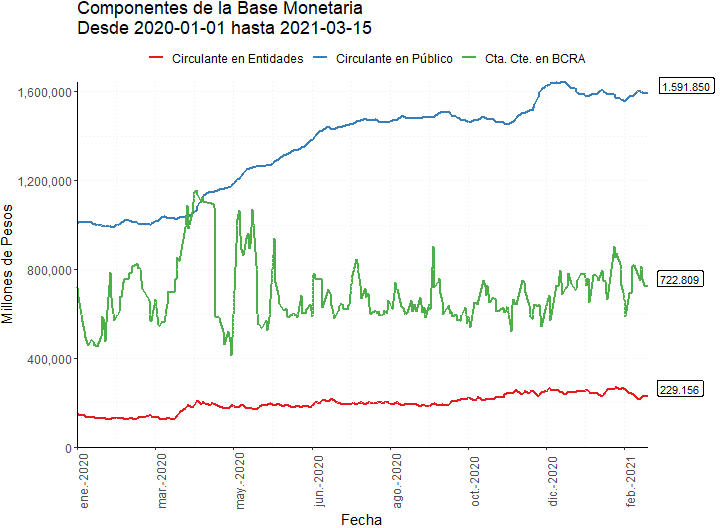 Componentes de la Base Monetaria
Desde 2020-01-01 hasta 2021-03-15
Circulante en Entidades Circulante en Público Cta. Cte. en BCRA
Millones de Pesos
1,600,000
1,200,000
800,000
400,000
0
1.591.850
722.809
229.156
ene.-2020
mar.-2020
may.-2020
jun.-2020
ago.-2020
oct.-2020
dic.-2020
feb.-2021
Fecha